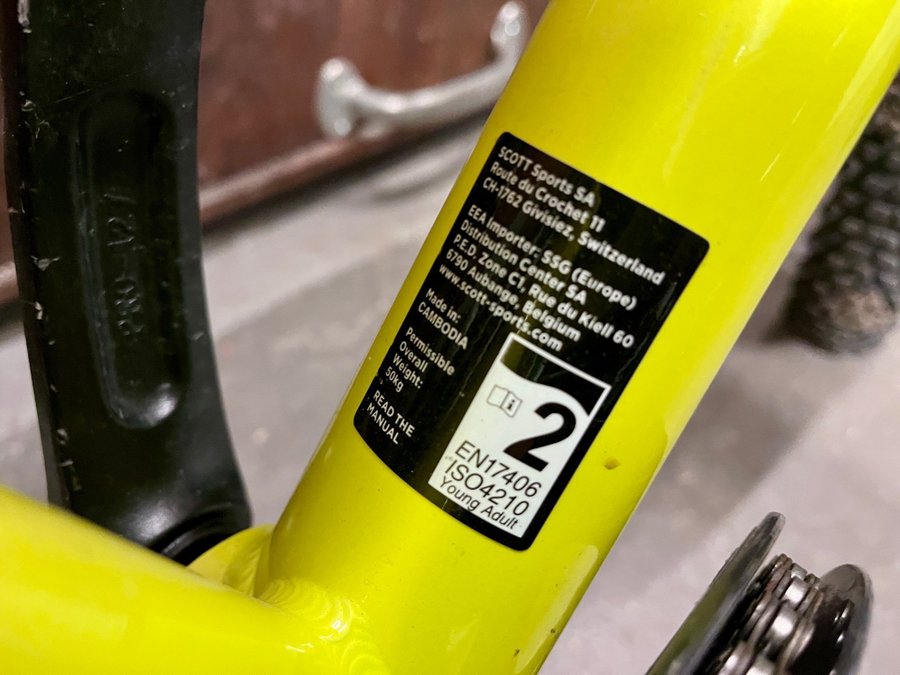 SCOTT Sports SA
Route du Crochet 11
CH-1762 Givisiez, Switzerland
EEA Importer: SSG (Europe)
Distribution Center SA
P.E.D. Zone C1, Rue du Kiell 60
6790 Aubange, Belgium
www.scott-sports.com
Made in:
CAMBODIA
Permissible
Overall
Weight:
50kg
READ THE
MANUAL
2
EN17406
ISO4210
Young Adult